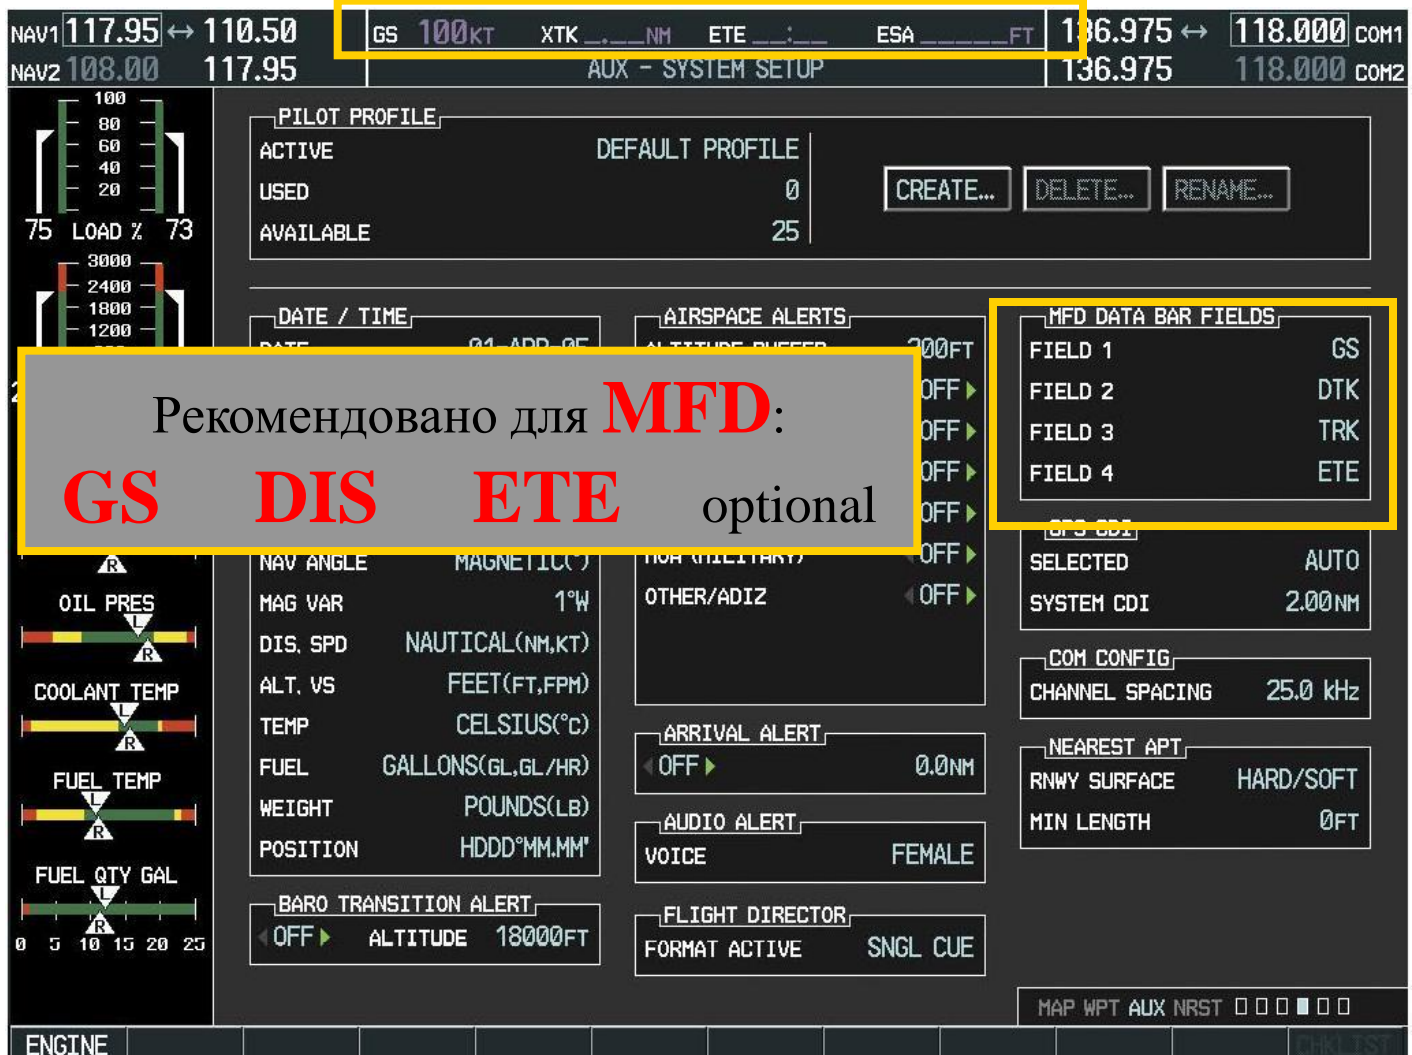 NAV1 117.95 ↔ 110.50
NAV2 108.00 117.95
GS 100KT XTK _.__NM ETE __:__ ESA _____FT
AUX - SYSTEM SETUP
136.975 ↔ 118.000 COM1
136.975 118.000 COM2
100
80
60
40
20
75 LOAD % 73
3000
2400
1800
1200
PILOT PROFILE
ACTIVE DEFAULT PROFILE
USED 0
AVAILABLE 25
CREATE... DELETE... RENAME...
DATE / TIME
Рекомендовано для MFD:
GS DIS ETE optional
NAV ANGLE MAGNETIC(°)
MAG VAR 1°W
DIS, SPD NAUTICAL(NM,KT)
ALT, VS FEET(FT,FPM)
TEMP CELSIUS(°C)
FUEL GALLONS(GL,GL/HR)
WEIGHT POUNDS(LB)
POSITION HDDD°MM.MM'
BARO TRANSITION ALERT
OFF ALTITUDE 18000FT
AIRSPACE ALERTS
ALTITUDE BUFFER 200FT
OFF
OFF
OFF
OFF
MOA (MILITARY) OFF
OTHER/ADIZ OFF
ARRIVAL ALERT
OFF 0.0NM
AUDIO ALERT
VOICE FEMALE
FLIGHT DIRECTOR
FORMAT ACTIVE SNGL CUE
MFD DATA BAR FIELDS
FIELD 1 GS
FIELD 2 DTK
FIELD 3 TRK
FIELD 4 ETE
GPS CDI
SELECTED AUTO
SYSTEM CDI 2.00NM
COM CONFIG
CHANNEL SPACING 25.0 kHz
NEAREST APT
RNWY SURFACE HARD/SOFT
MIN LENGTH 0FT
R
OIL PRES
L
R
COOLANT TEMP
L
R
FUEL TEMP
L
R
FUEL QTY GAL
L
R
0 5 10 15 20 25
MAP WPT AUX NRST
ENGINE CHKLIST